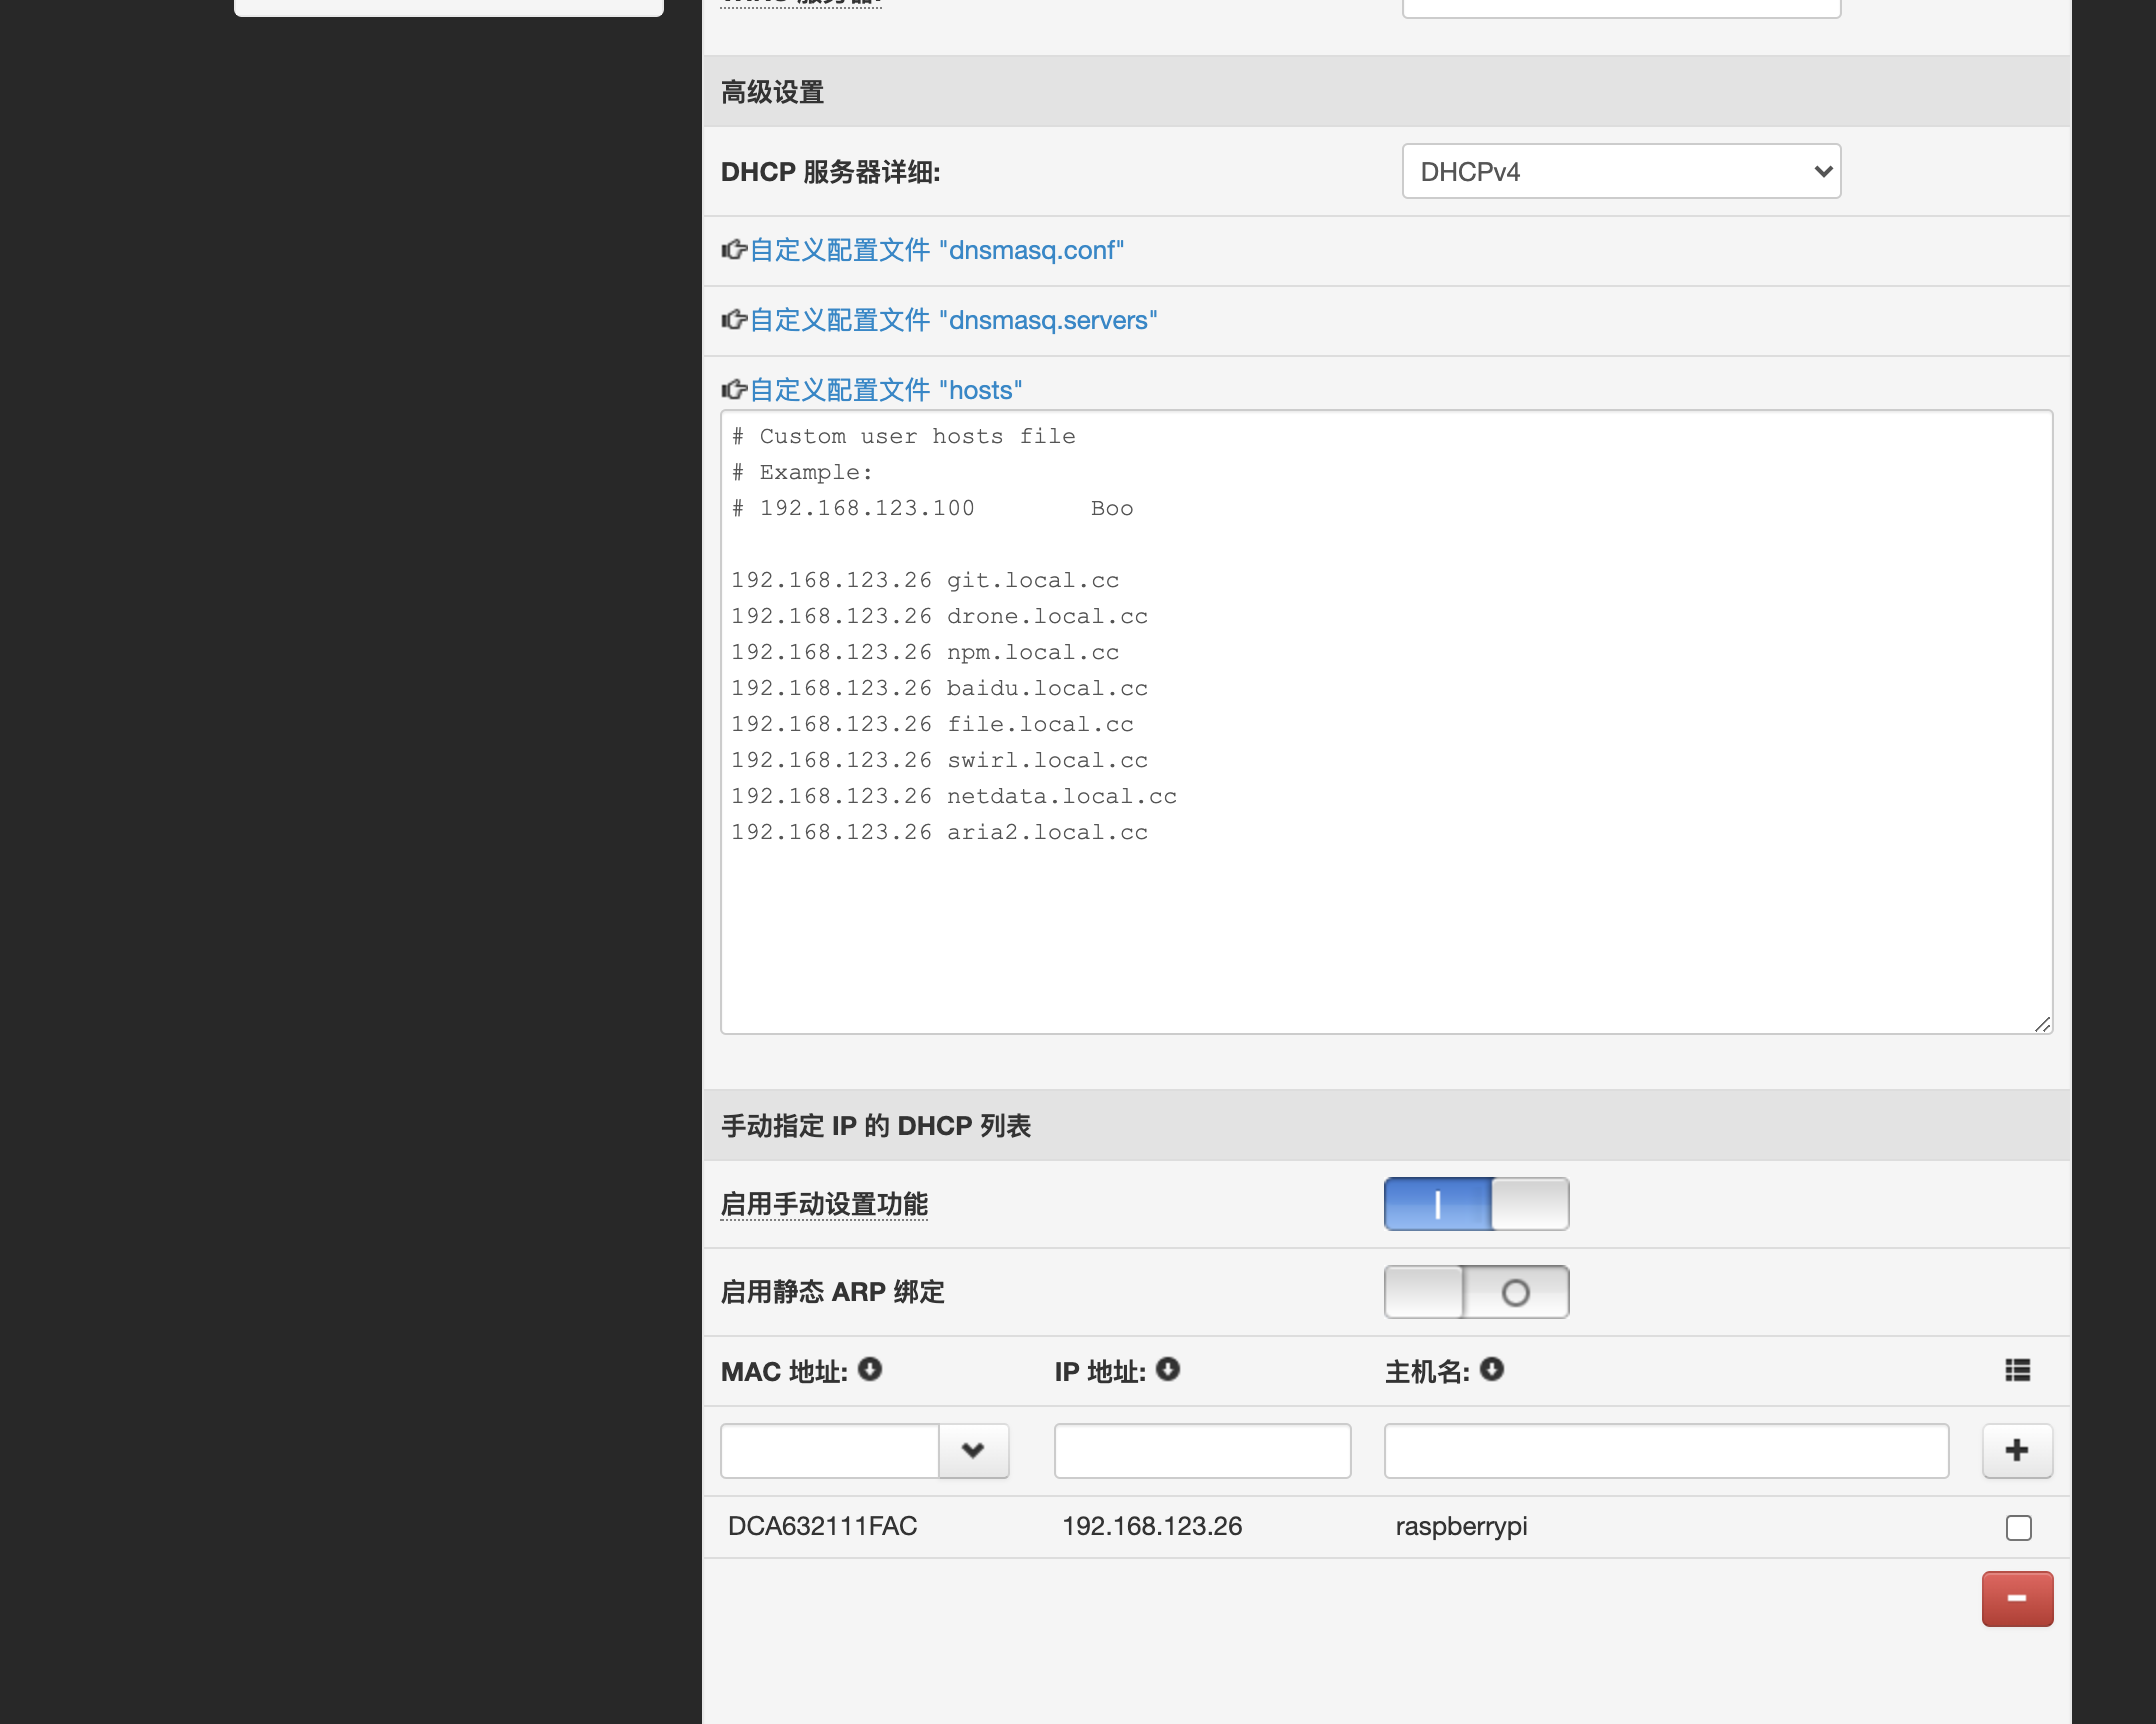 高级设置
DHCP 服务器详细:
DHCPv4
自定义配置文件 "dnsmasq.conf"
自定义配置文件 "dnsmasq.servers"
自定义配置文件 "hosts"
# Custom user hosts file
# Example:
# 192.168.123.100        Boo
192.168.123.26 git.local.cc
192.168.123.26 drone.local.cc
192.168.123.26 npm.local.cc
192.168.123.26 baidu.local.cc
192.168.123.26 file.local.cc
192.168.123.26 swirl.local.cc
192.168.123.26 netdata.local.cc
192.168.123.26 aria2.local.cc
手动指定 IP 的 DHCP 列表
启用手动设置功能
启用静态 ARP 绑定
MAC 地址: IP 地址: 主机名:
DCA632111FAC 192.168.123.26 raspberrypi